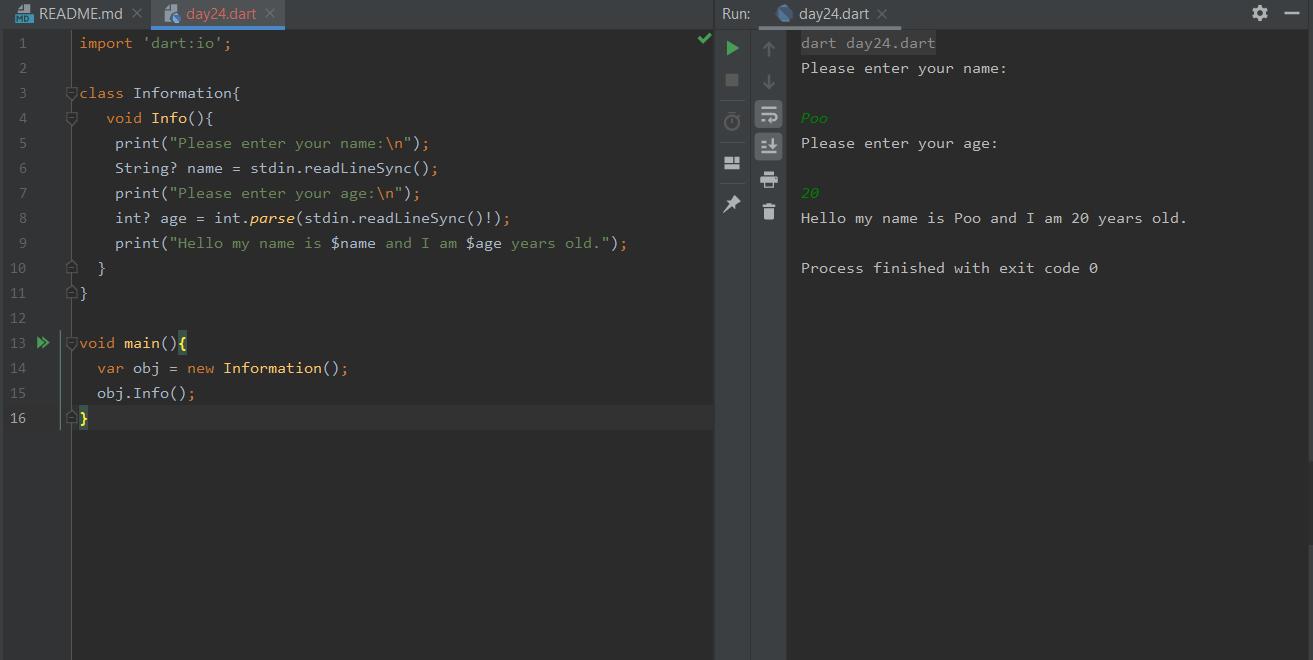 README.md
day24.dart
1 import 'dart:io';
2
3 class Information{
4 void Info(){
5 print("Please enter your name:\n");
6 String? name = stdin.readLineSync();
7 print("Please enter your age:\n");
8 int? age = int.parse(stdin.readLineSync()!);
9 print("Hello my name is $name and I am $age years old.");
10 }
11 }
12
13 void main(){
14 var obj = new Information();
15 obj.Info();
16 }
Run: day24.dart
dart day24.dart
Please enter your name:
Poo
Please enter your age:
20
Hello my name is Poo and I am 20 years old.
Process finished with exit code 0